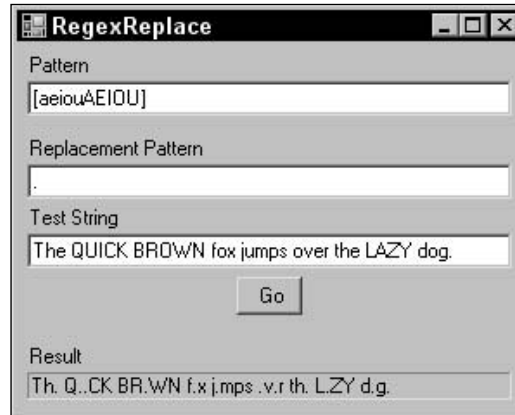 RegexReplace
Pattern
[aeiouAEIOU]
Replacement Pattern
.
Test String
The QUICK BROWN fox jumps over the LAZY dog.
Go
Result
Th. Q..CK BR.WN f.x j.mps .v.r th. L.ZY d.g.